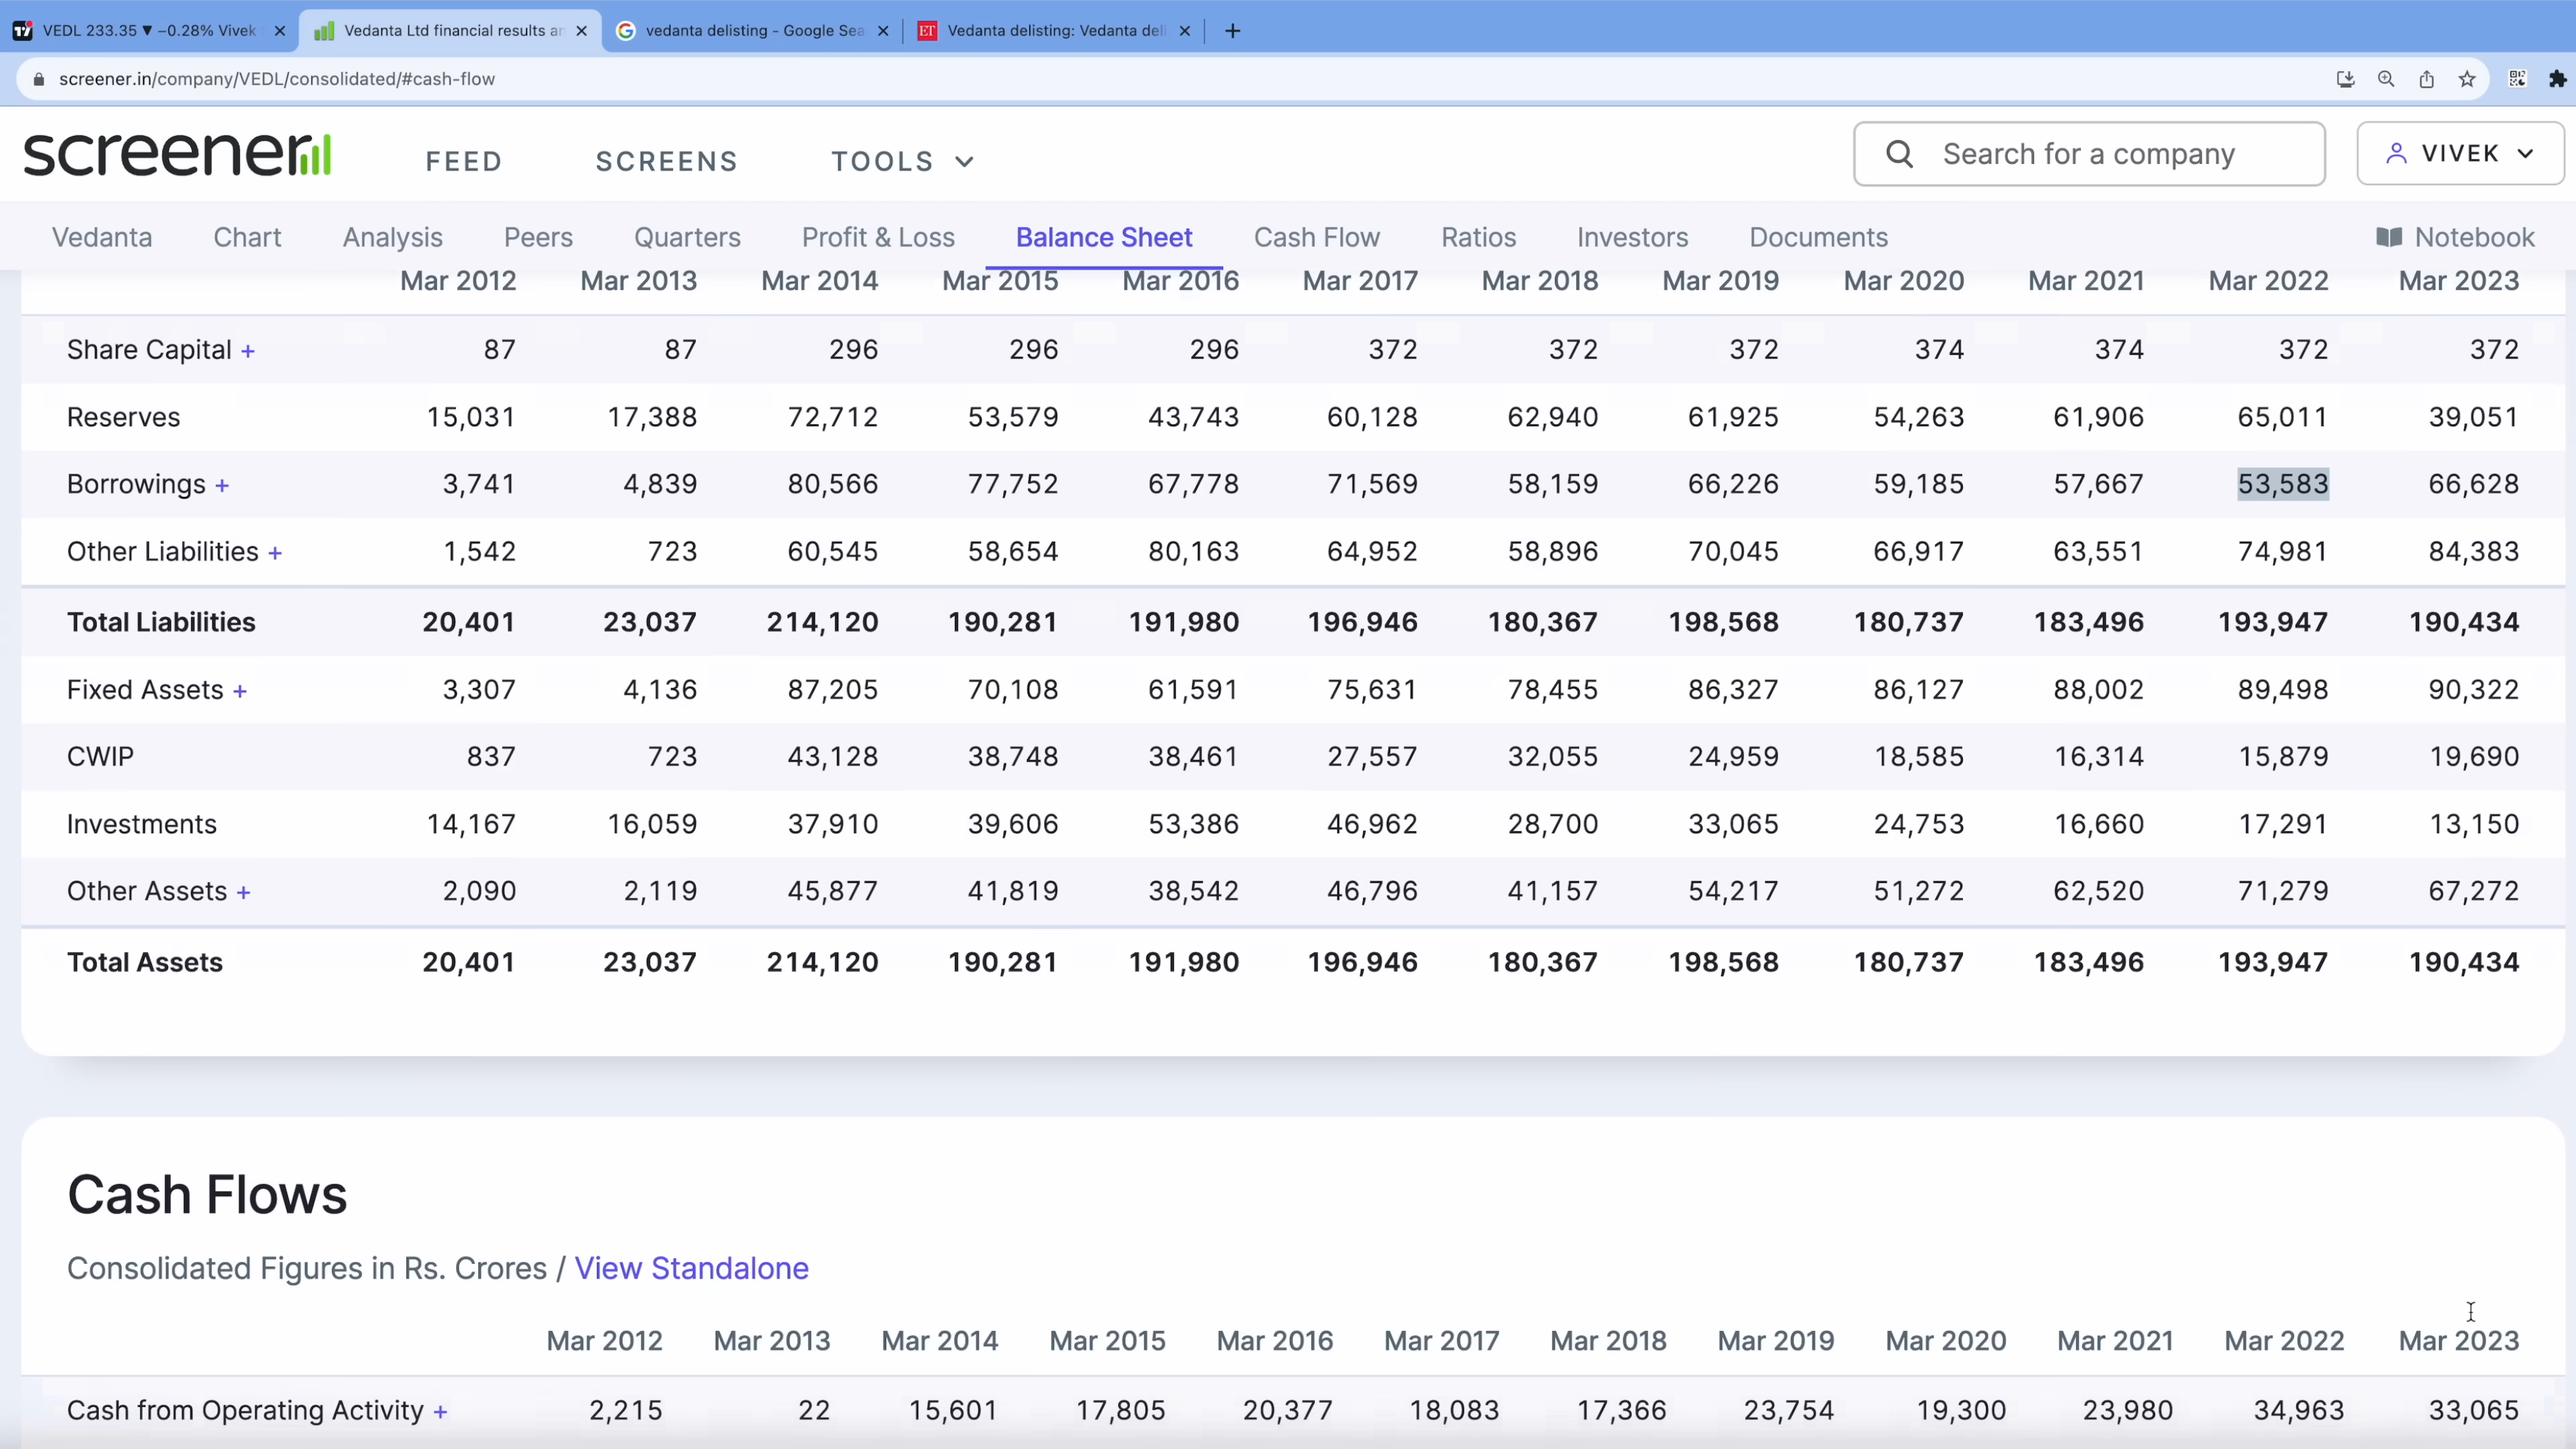 VEDL 233.35 ▼ −0.28% Vivek
Vedanta Ltd financial results an
vedanta delisting - Google Sea
ET Vedanta delisting: Vedanta deli
screener.in/company/VEDL/consolidated/#cash-flow
screener FEED SCREENS TOOLS Search for a company VIVEK
Vedanta Chart Analysis Peers Quarters Profit & Loss Balance Sheet Cash Flow Ratios Investors Documents Notebook
Mar 2012 Mar 2013 Mar 2014 Mar 2015 Mar 2016 Mar 2017 Mar 2018 Mar 2019 Mar 2020 Mar 2021 Mar 2022 Mar 2023
Share Capital + 87 87 296 296 296 372 372 372 374 374 372 372
Reserves 15,031 17,388 72,712 53,579 43,743 60,128 62,940 61,925 54,263 61,906 65,011 39,051
Borrowings + 3,741 4,839 80,566 77,752 67,778 71,569 58,159 66,226 59,185 57,667 53,583 66,628
Other Liabilities + 1,542 723 60,545 58,654 80,163 64,952 58,896 70,045 66,917 63,551 74,981 84,383
Total Liabilities 20,401 23,037 214,120 190,281 191,980 196,946 180,367 198,568 180,737 183,496 193,947 190,434
Fixed Assets + 3,307 4,136 87,205 70,108 61,591 75,631 78,455 86,327 86,127 88,002 89,498 90,322
CWIP 837 723 43,128 38,748 38,461 27,557 32,055 24,959 18,585 16,314 15,879 19,690
Investments 14,167 16,059 37,910 39,606 53,386 46,962 28,700 33,065 24,753 16,660 17,291 13,150
Other Assets + 2,090 2,119 45,877 41,819 38,542 46,796 41,157 54,217 51,272 62,520 71,279 67,272
Total Assets 20,401 23,037 214,120 190,281 191,980 196,946 180,367 198,568 180,737 183,496 193,947 190,434
Cash Flows
Consolidated Figures in Rs. Crores / View Standalone
Mar 2012 Mar 2013 Mar 2014 Mar 2015 Mar 2016 Mar 2017 Mar 2018 Mar 2019 Mar 2020 Mar 2021 Mar 2022 Mar 2023
Cash from Operating Activity + 2,215 22 15,601 17,805 20,377 18,083 17,366 23,754 19,300 23,980 34,963 33,065